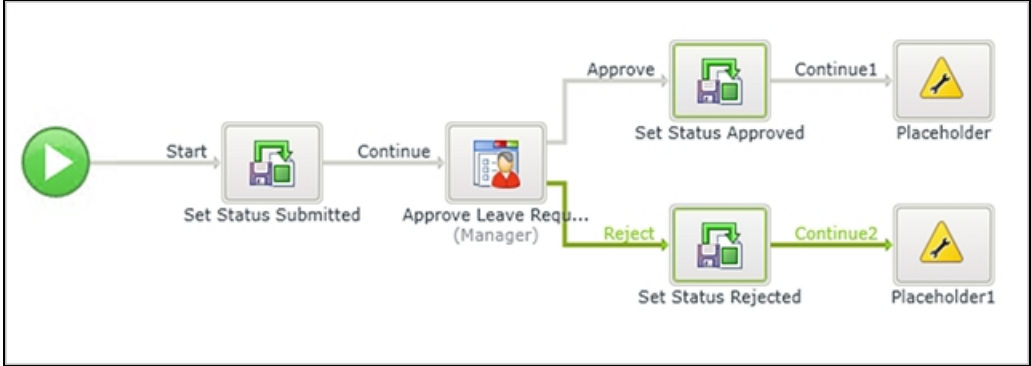 Approve
Continue1
Set Status Approved
Placeholder
Start
Continue
Set Status Submitted
Approve Leave Requ...
(Manager)
Reject
Continue2
Set Status Rejected
Placeholder1